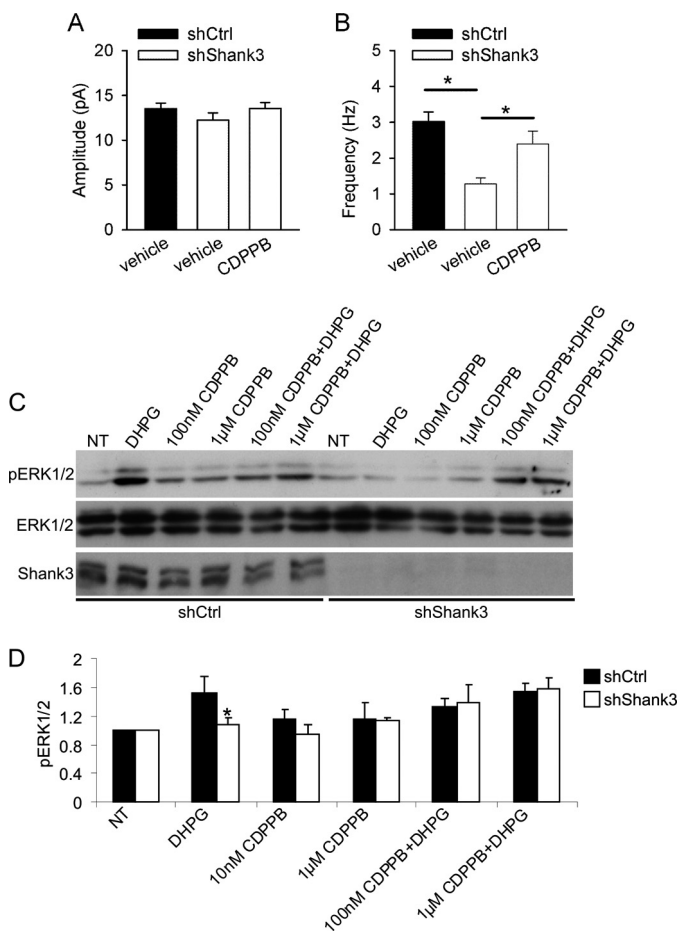 A
shCtrl
shShank3
20
15
10
5
0
Amplitude (pA)
vehicle
vehicle
CDPPB
B
shCtrl
shShank3
5
4
3
2
1
0
Frequency (Hz)
*
*
vehicle
vehicle
CDPPB
C
NT
DHPG
100nM CDPPB
1µM CDPPB
100nM CDPPB+DHPG
1µM CDPPB+DHPG
NT
DHPG
100nM CDPPB
1µM CDPPB
100nM CDPPB+DHPG
1µM CDPPB+DHPG
pERK1/2
ERK1/2
Shank3
shCtrl
shShank3
D
2
1.6
1.2
0.8
0.4
0
pERK1/2
*
shCtrl
shShank3
NT
DHPG
10nM CDPPB
1µM CDPPB
100nM CDPPB+DHPG
1µM CDPPB+DHPG